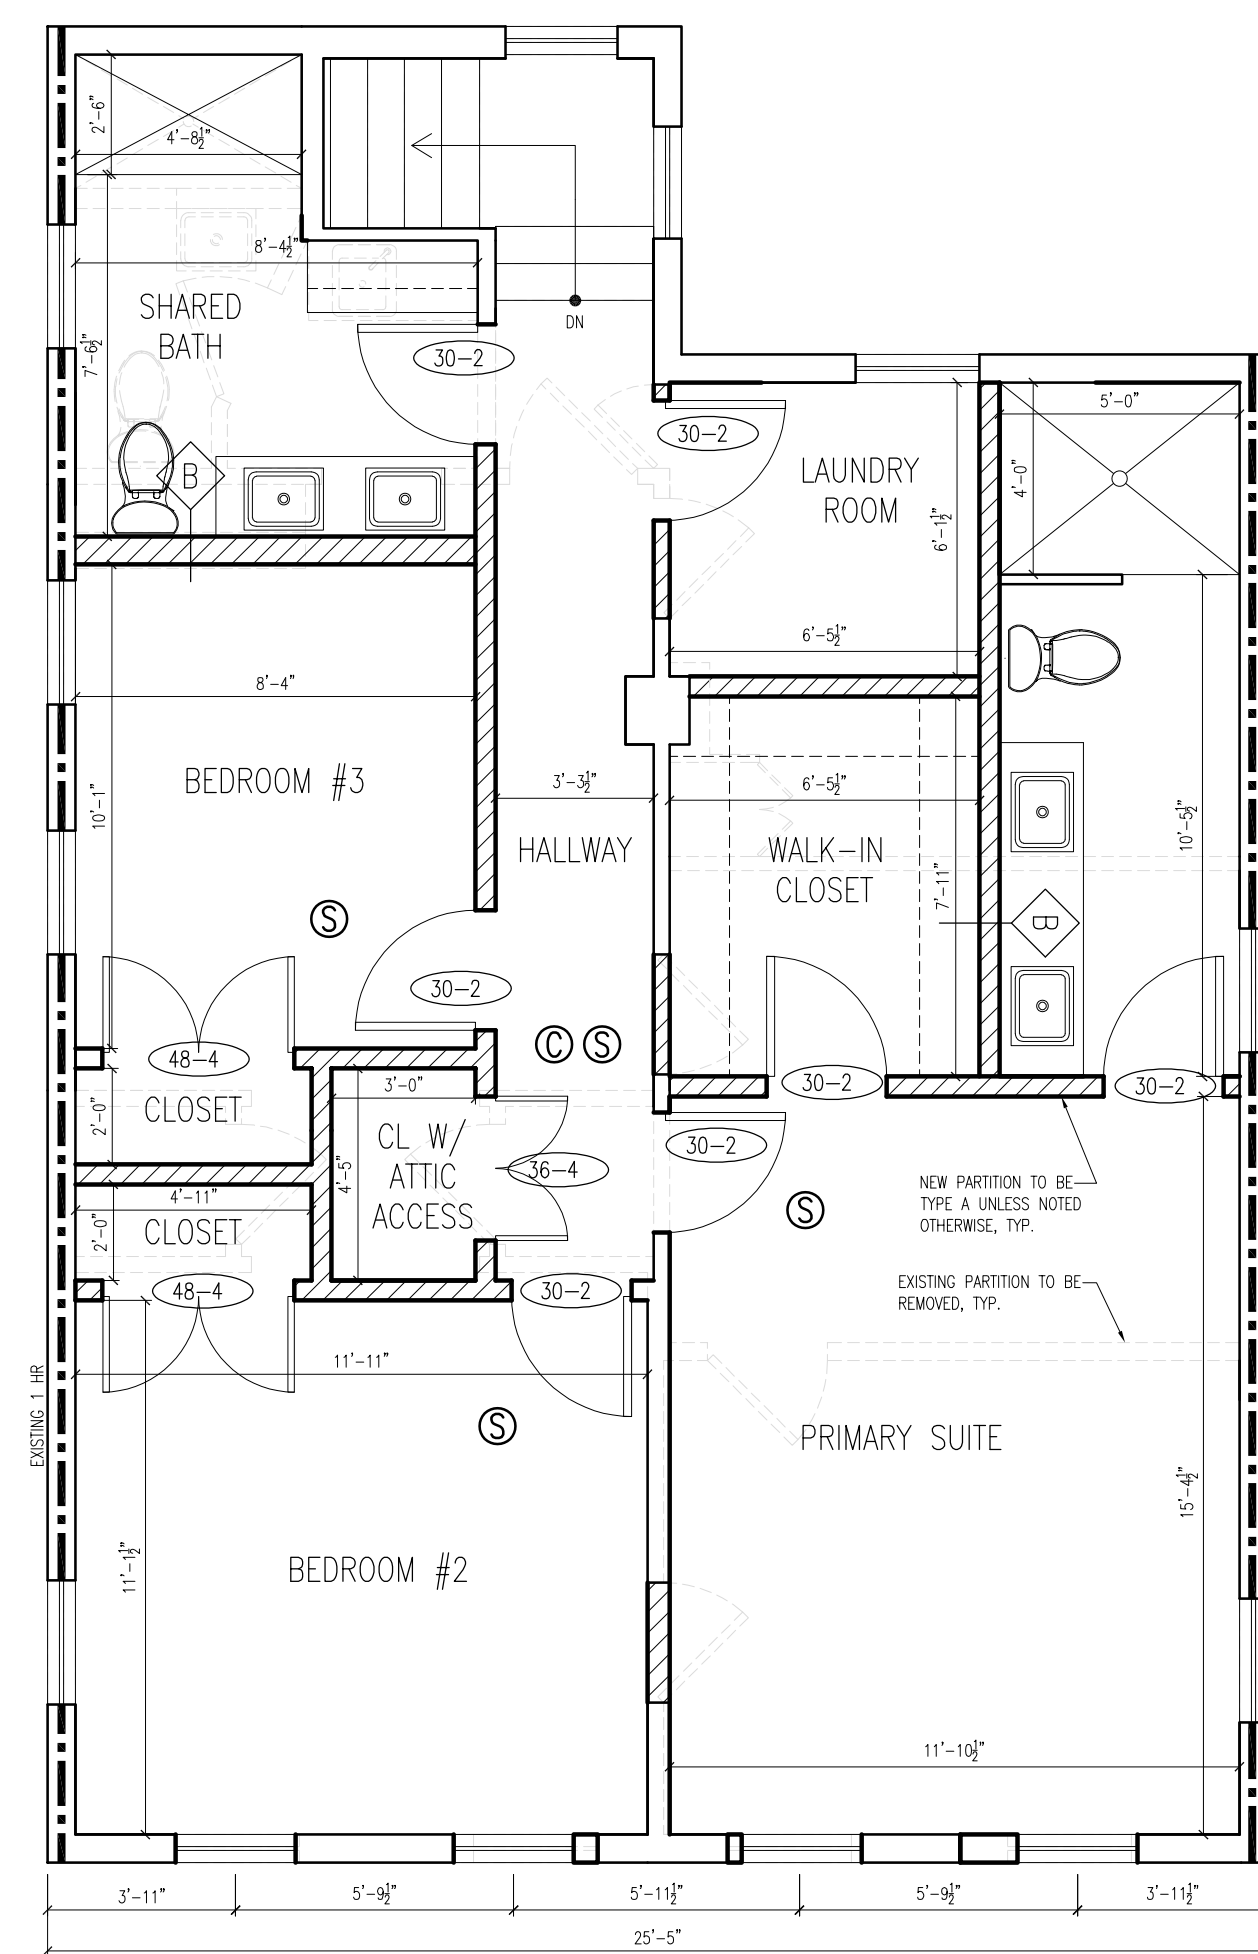 2'-6"
4'-8½"
8'-4½"
SHARED
BATH
7'-6½"
30-2
DN
B
30-2
LAUNDRY
ROOM
6'-1½"
6'-5½"
5'-0"
4'-0"
8'-4"
BEDROOM #3
10'-1"
S
30-2
48-4
3'-3½"
HALLWAY
C S
6'-5½"
WALK-IN
CLOSET
7'-11"
B
10'-5½"
30-2
30-2
CLOSET
2'-0"
3'-0"
CL W/
ATTIC
ACCESS
4'-5"
36-4
30-2
4'-11"
CLOSET
2'-0"
48-4
30-2
S
NEW PARTITION TO BE
TYPE A UNLESS NOTED
OTHERWISE, TYP.
EXISTING PARTITION TO BE
REMOVED, TYP.
EXISTING 1 HR
11'-11"
S
BEDROOM #2
11'-1½"
PRIMARY SUITE
15'-4½"
11'-10½"
3'-11"
5'-9½"
5'-11½"
5'-9½"
3'-11½"
25'-5"